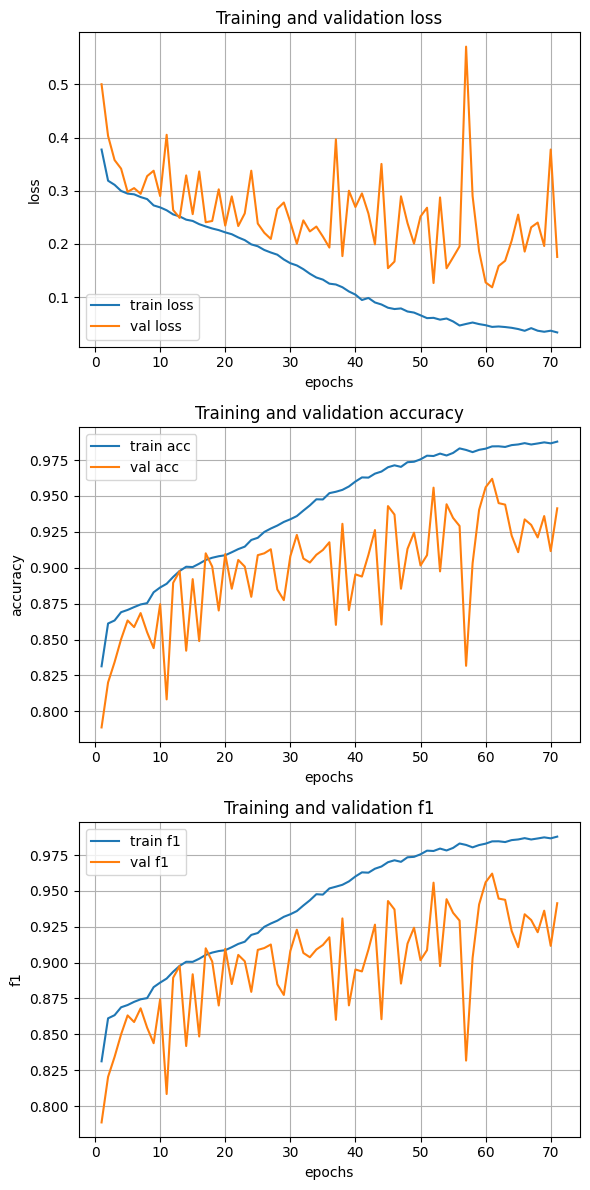 Training and validation loss
0.5
0.4
0.3
0.2
0.1
loss
train loss
val loss
0 10 20 30 40 50 60 70
epochs
Training and validation accuracy
0.975
0.950
0.925
0.900
0.875
0.850
0.825
0.800
accuracy
train acc
val acc
0 10 20 30 40 50 60 70
epochs
Training and validation f1
0.975
0.950
0.925
0.900
0.875
0.850
0.825
0.800
f1
train f1
val f1
0 10 20 30 40 50 60 70
epochs